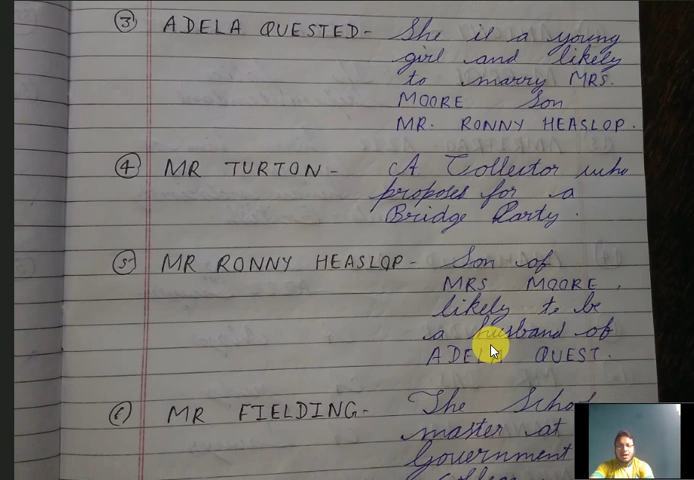 ③ ADELA QUESTED- She is a young
girl and likely
to marry MRS.
MOORE Son
MR. RONNY HEASLOP.
④ MR TURTON- A Collector who
proposes for a
Bridge Party.
⑤ MR RONNY HEASLOP- Son of
MRS MOORE,
likely to be
a husband of
ADELA QUEST.
⑥ MR FIELDING- The School
master at
Government
College